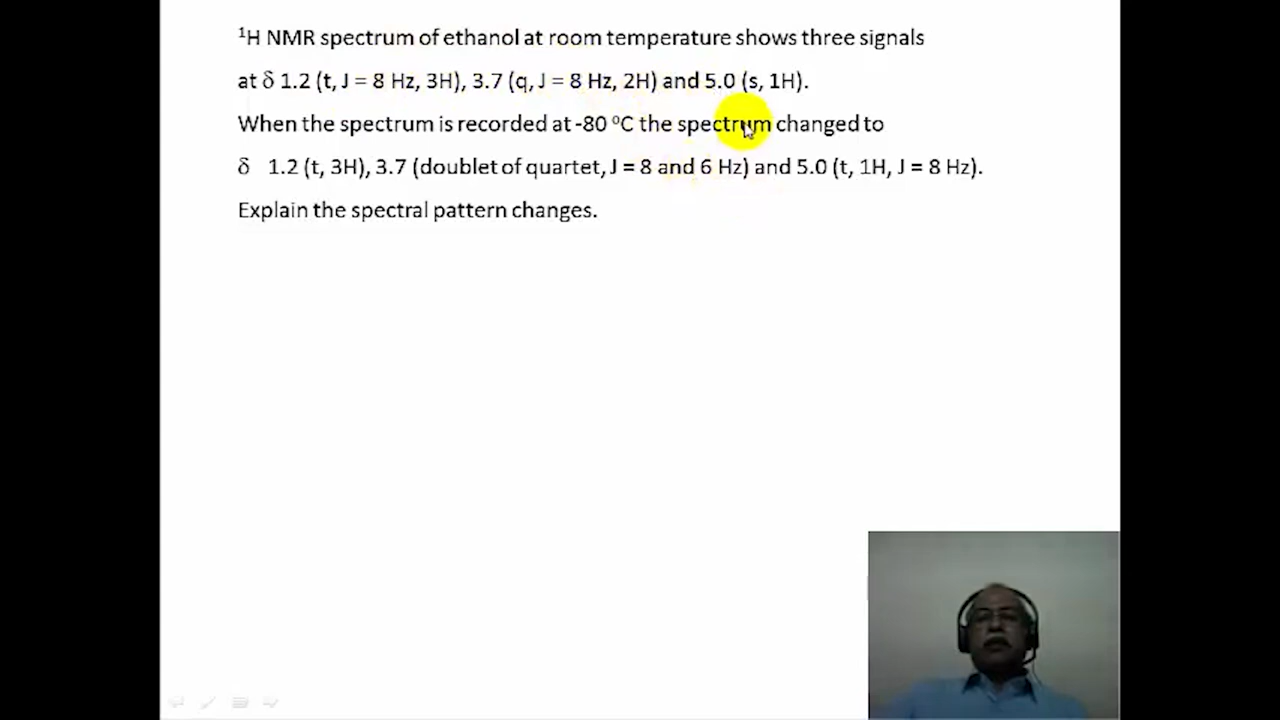 ¹H NMR spectrum of ethanol at room temperature shows three signals
at δ 1.2 (t, J = 8 Hz, 3H), 3.7 (q, J = 8 Hz, 2H) and 5.0 (s, 1H).
When the spectrum is recorded at -80 ⁰C the spectrum changed to
δ 1.2 (t, 3H), 3.7 (doublet of quartet, J = 8 and 6 Hz) and 5.0 (t, 1H, J = 8 Hz).
Explain the spectral pattern changes.